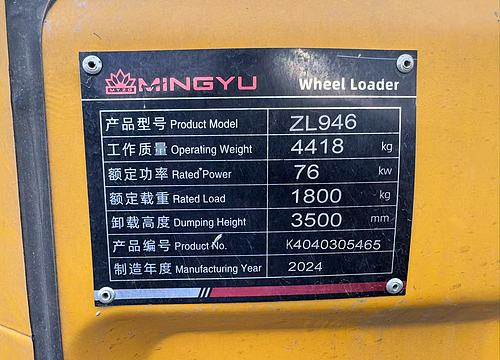 MYZG MINGYU Wheel Loader
产品型号 Product Model ZL946
工作质量 Operating Weight 4418 kg
额定功率 Rated Power 76 kw
额定载重 Rated Load 1800 kg
卸载高度 Dumping Height 3500 mm
产品编号 Product No. K4040305465
制造年度 Manufacturing Year 2024